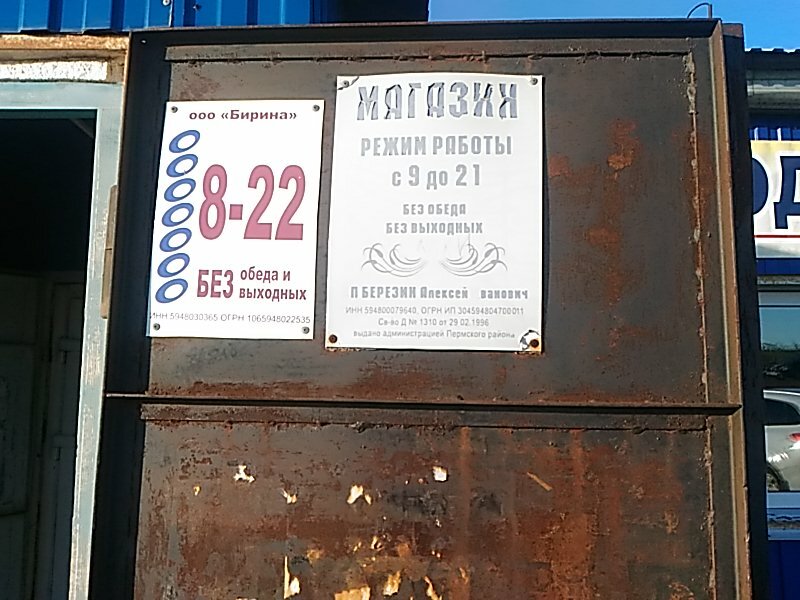 ООО «Бирина»
8-22
БЕЗ обеда и
выходных
ИНН 5948030365 ОГРН 1065948022535
МАГАЗИН
РЕЖИМ РАБОТЫ
с 9 до 21
БЕЗ ОБЕДА
БЕЗ ВЫХОДНЫХ
П БЕРЕЗИН Алексей ванович
ИНН 594800079640, ОГРН ИП 304594804700011
Св-во Д № 1310 от 29.02.1996
выдано администрацией Пермского района
ОД